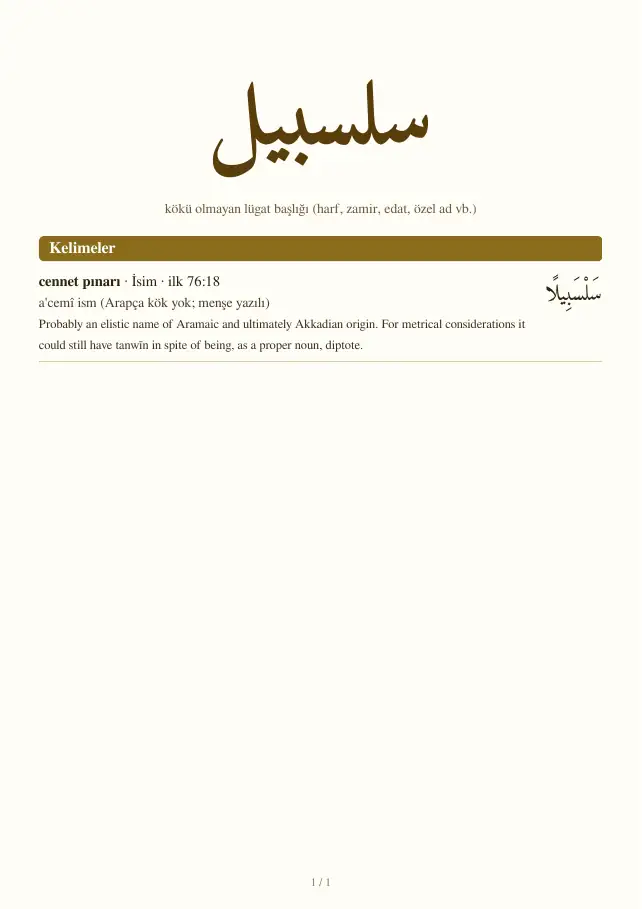 سلسبيل
kökü olmayan lügat başlığı (harf, zamir, edat, özel ad vb.)
Kelimeler
cennet pınarı · İsim · ilk 76:18
سَلْسَبِيلًا
a'cemî ism (Arapça kök yok; menşe yazılı)
Probably an elistic name of Aramaic and ultimately Akkadian origin. For metrical considerations it
could still have tanwīn in spite of being, as a proper noun, diptote.
1 / 1